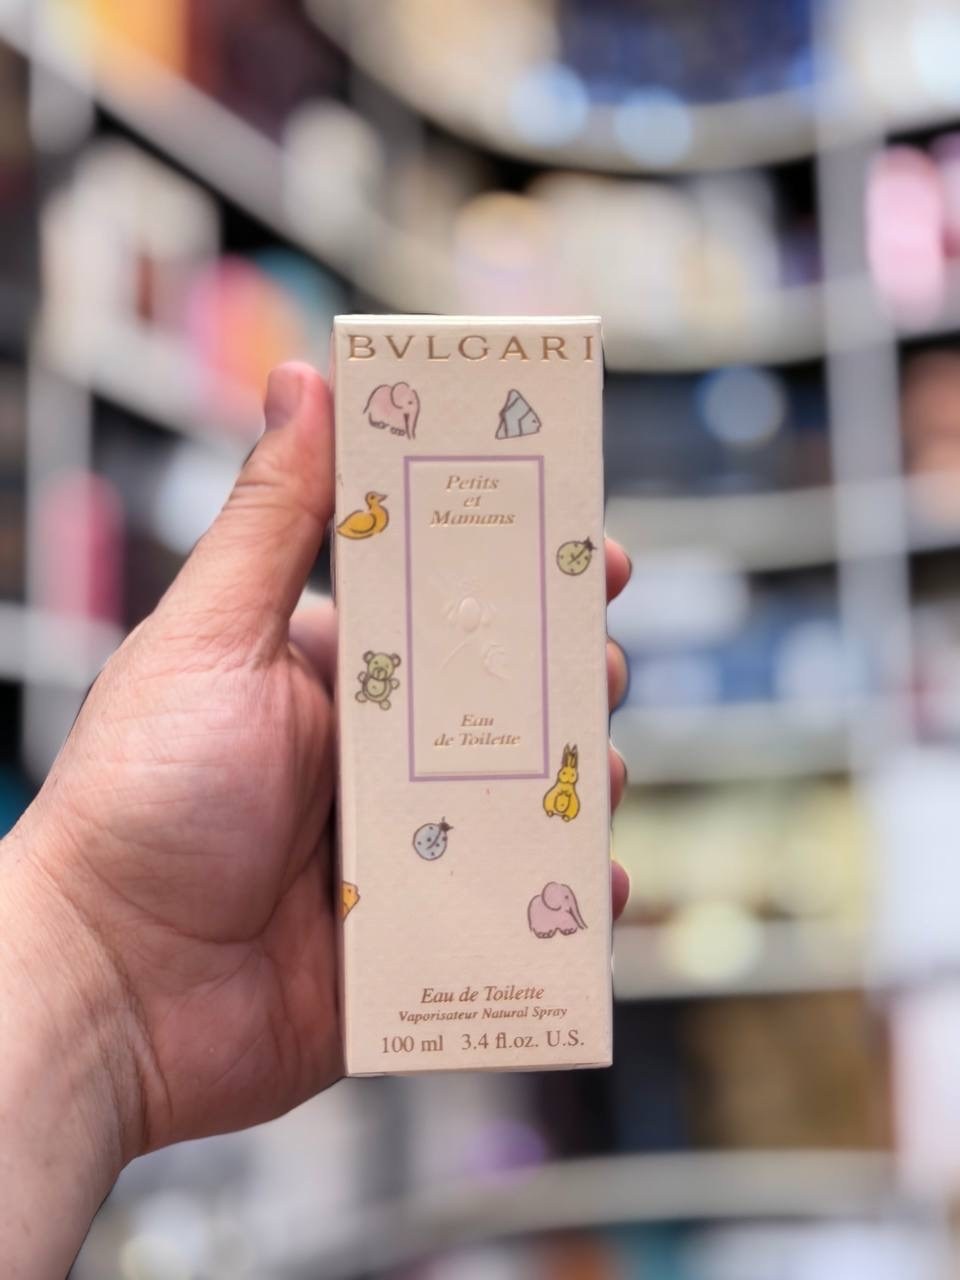 BVLGARI
Petits
et
Mamans
Eau
de Toilette
Eau de Toilette
Vaporisateur Natural Spray
100 ml 3.4 fl.oz. U.S.